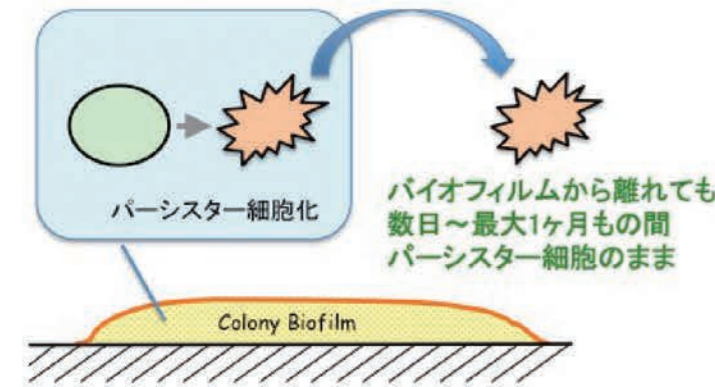 パーシスター細胞化
バイオフィルムから離れても
数日～最大1ヶ月もの間
パーシスター細胞のまま
Colony Biofilm